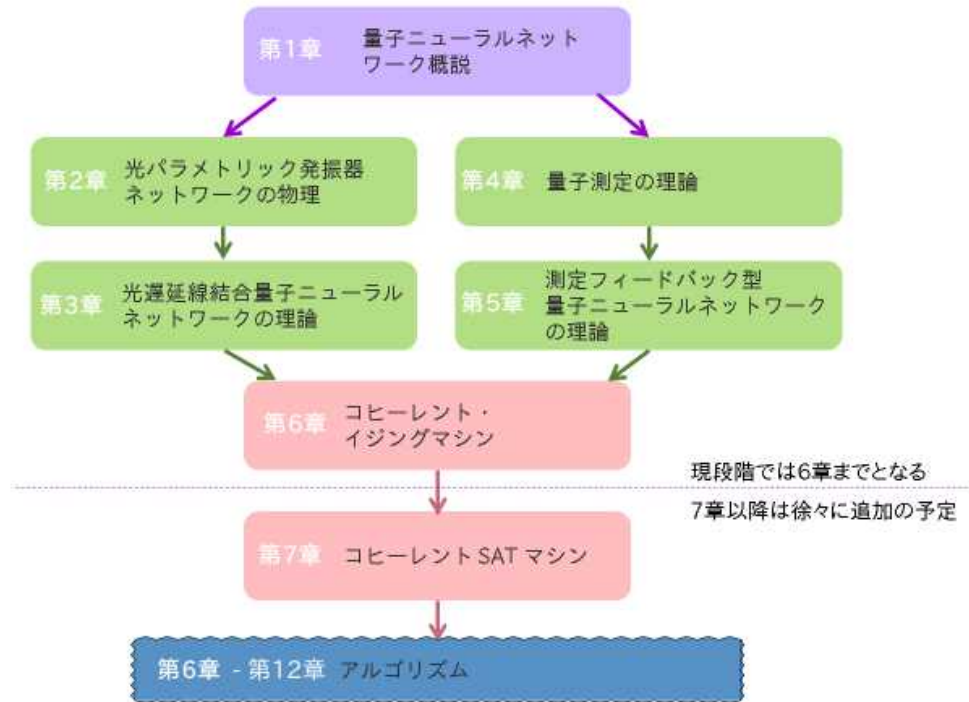 第1章
量子ニューラルネット
ワーク概説
第2章
光パラメトリック発振器
ネットワークの物理
第4章
量子測定の理論
第3章
光遅延線結合量子ニューラル
ネットワークの理論
第5章
測定フィードバック型
量子ニューラルネットワーク
の理論
第6章
コヒーレント・
イジングマシン
現段階では6章までとなる
7章以降は徐々に追加の予定
第7章
コヒーレント SAT マシン
第6章 - 第12章 アルゴリズム